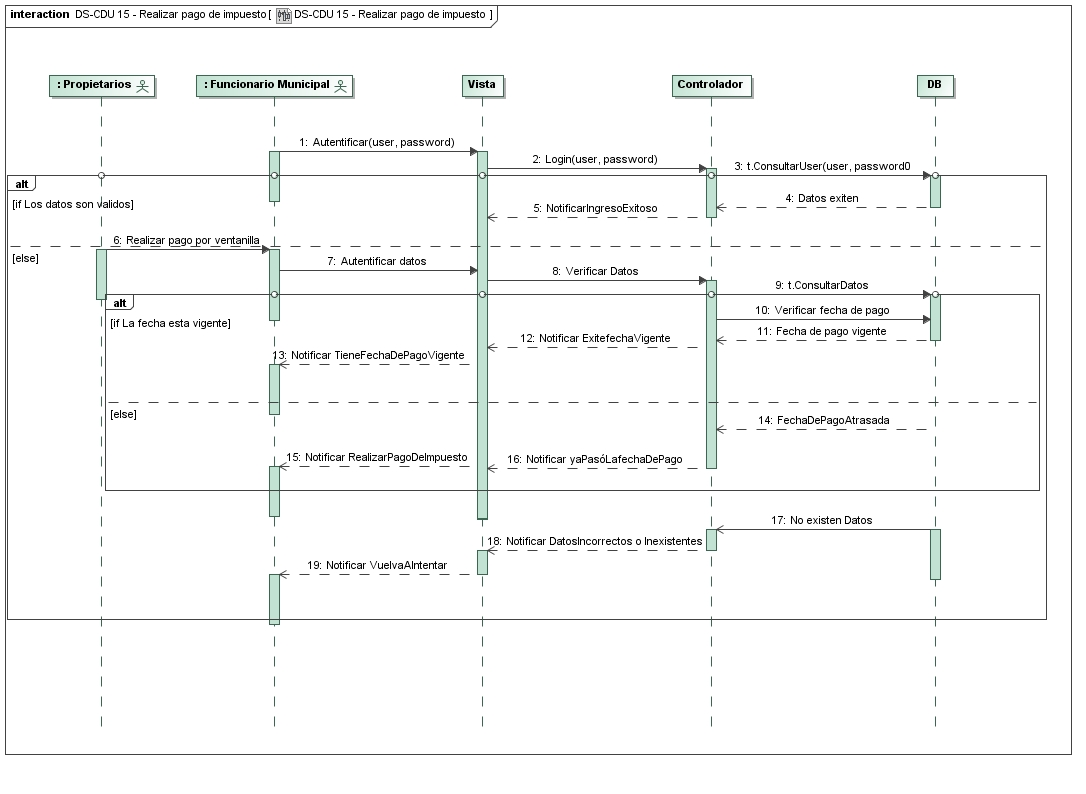 interaction DS-CDU 15 - Realizar pago de impuesto[ DS-CDU 15 - Realizar pago de impuesto ]
: Propietarios
: Funcionario Municipal
Vista
Controlador
DB
1: Autentificar(user, password)
2: Login(user, password)
3: t.ConsultarUser(user, password0
alt
[if Los datos son validos]
4: Datos exiten
5: NotificarIngresoExitoso
6: Realizar pago por ventanilla
[else]
7: Autentificar datos
8: Verificar Datos
9: t.ConsultarDatos
alt
[if La fecha esta vigente]
10: Verificar fecha de pago
11: Fecha de pago vigente
12: Notificar ExitefechaVigente
13: Notificar TieneFechaDePagoVigente
[else]
14: FechaDePagoAtrasada
15: Notificar RealizarPagoDeImpuesto
16: Notificar yaPasóLafechaDePago
17: No existen Datos
18: Notificar DatosIncorrectos o Inexistentes
19: Notificar VuelvaAIntentar